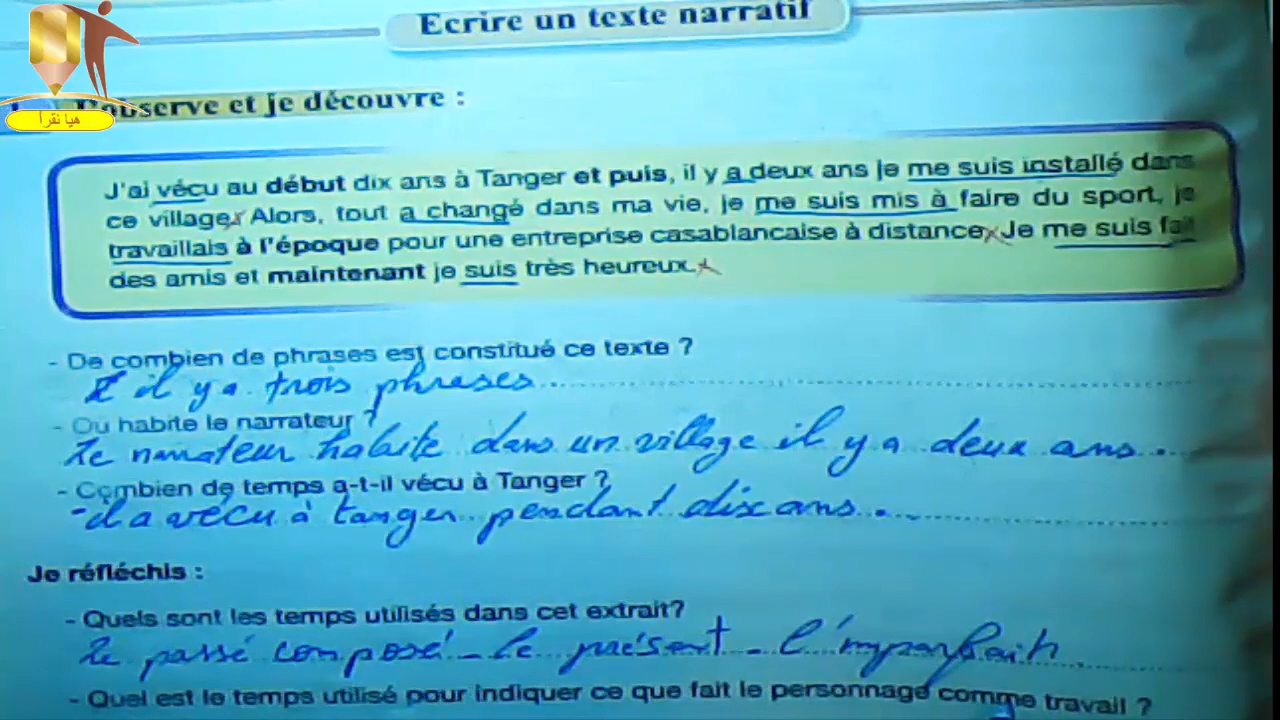 Ecrire un texte narratif
هيا نقرأ
J'observe et je découvre :
J'ai vécu au début dix ans à Tanger et puis, il y a deux ans je me suis installé dans
ce village. Alors, tout a changé dans ma vie, je me suis mis à faire du sport, je
travaillais à l'époque pour une entreprise casablancaise à distance. Je me suis fait
des amis et maintenant je suis très heureux.
- De combien de phrases est constitué ce texte ?
il y a trois phrases
- Où habite le narrateur ?
Le narrateur habite dans un village il y a deux ans.
- Combien de temps a-t-il vécu à Tanger ?
- il a vécu à tanger pendant dix ans.
Je réfléchis :
- Quels sont les temps utilisés dans cet extrait?
Le passé composé - le présent - l'imparfait
- Quel est le temps utilisé pour indiquer ce que fait le personnage comme travail ?